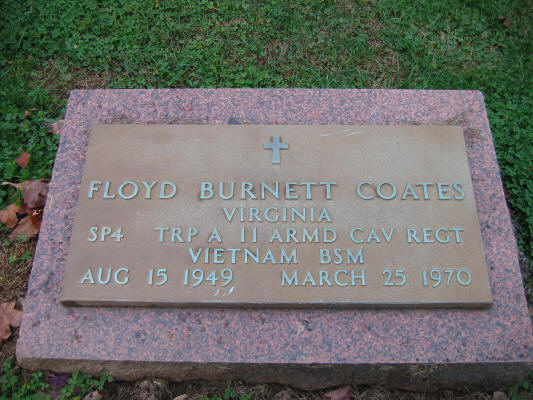 FLOYD BURNETT COATES
VIRGINIA
SP4 TRP A 11 ARMD CAV REGT
VIETNAM BSM
AUG 15 1949 MARCH 25 1970